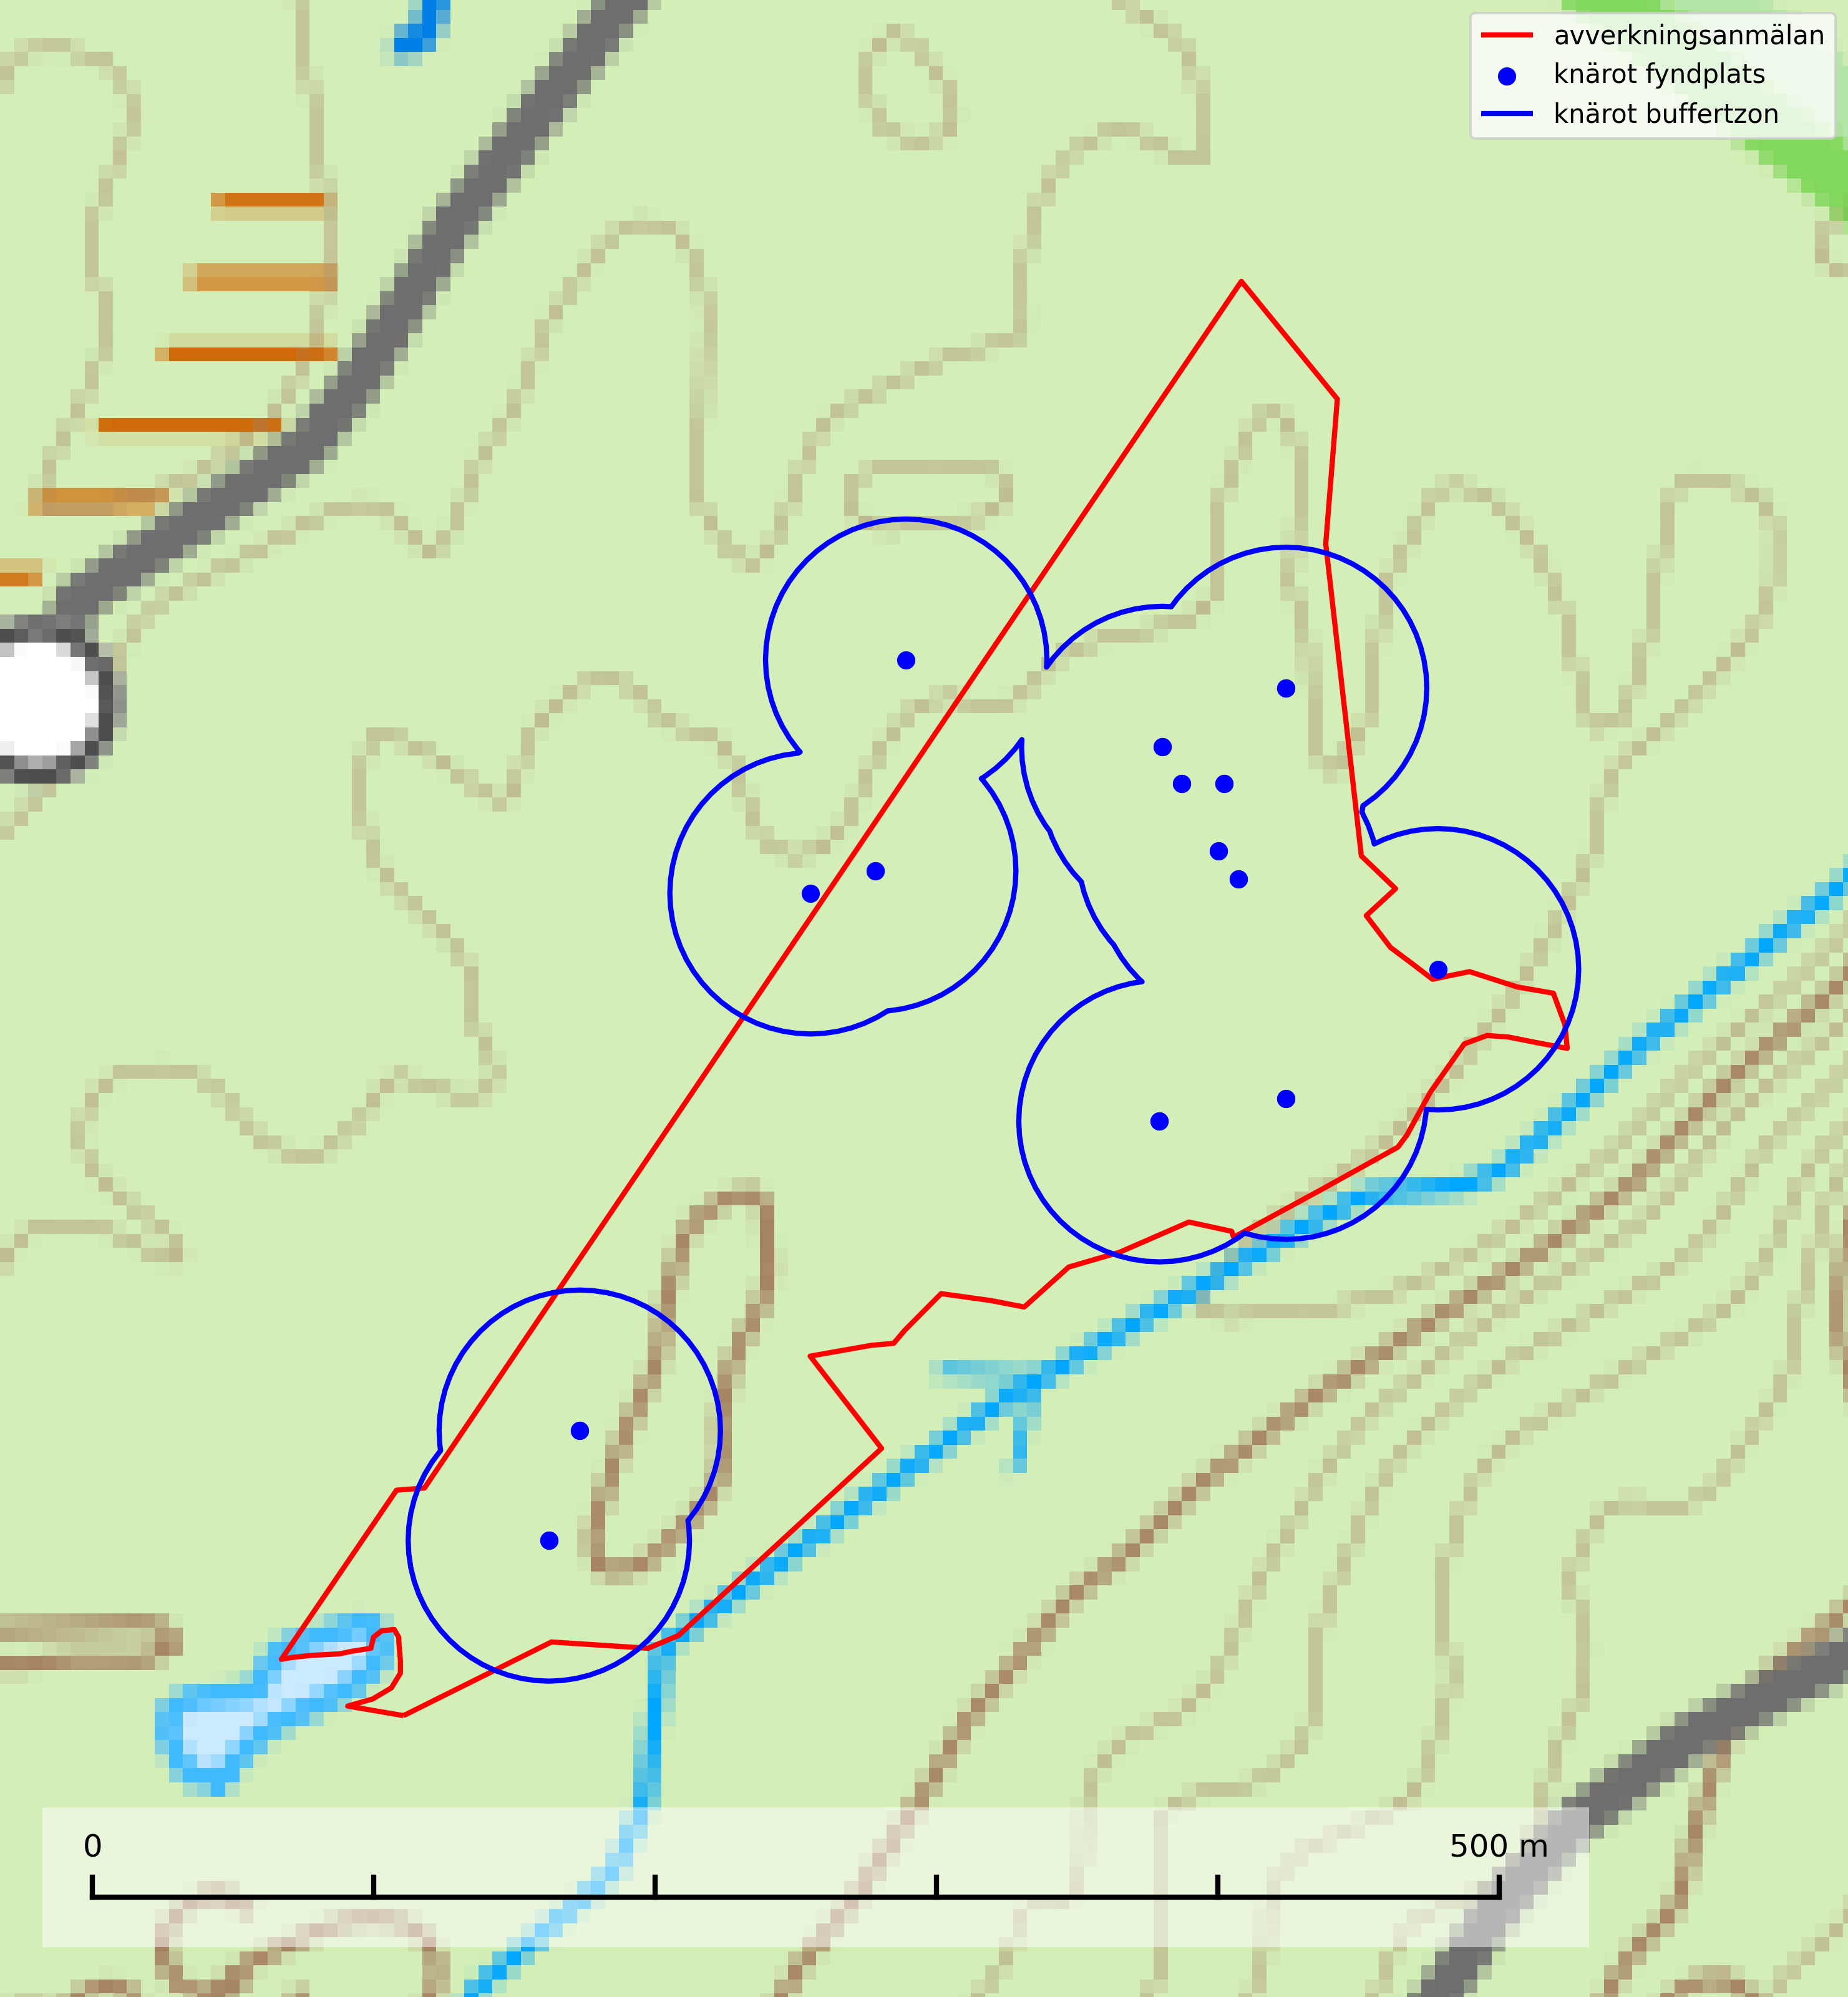 avverkningsanmälan
knärot fyndplats
knärot buffertzon
0 500 m